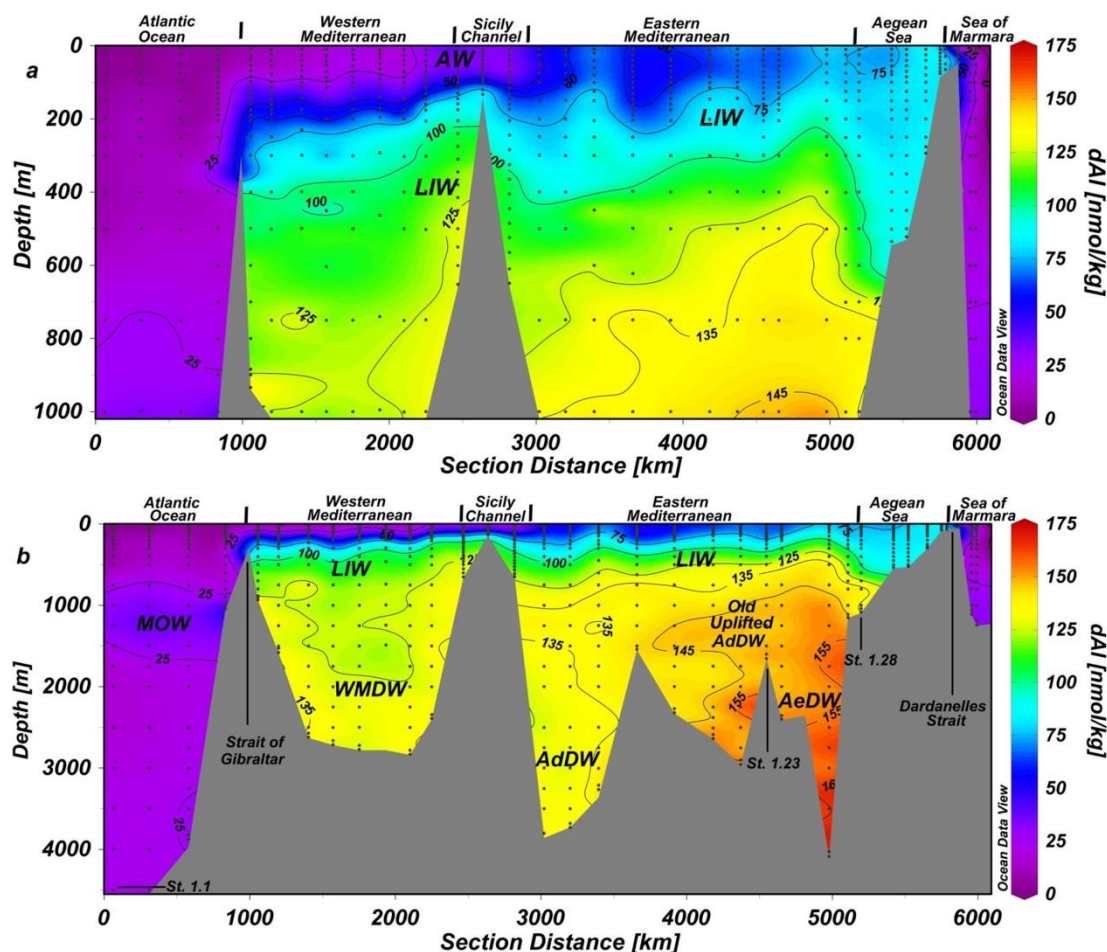 Atlantic Ocean
Western Mediterranean
Sicily Channel
Eastern Mediterranean
Aegean Sea
Sea of Marmara
a
0
200
400
600
800
1000
Depth [m]
AW
LIW
LIW
25
50
75
75
100
100
125
125
135
145
25
0
1000
2000
3000
4000
5000
6000
Section Distance [km]
Ocean Data View
175
150
125
100
75
50
25
0
dAl [nmol/kg]
Atlantic Ocean
Western Mediterranean
Sicily Channel
Eastern Mediterranean
Aegean Sea
Sea of Marmara
b
0
1000
2000
3000
4000
Depth [m]
25
50
75
75
LIW
100
100
LIW
125
135
25
MOW
25
WMDW
135
135
135
145
Old Uplifted AdDW
155
155
155
AeDW
AdDW
25
Strait of Gibraltar
St. 1.1
St. 1.23
St. 1.28
Dardanelles Strait
0
1000
2000
3000
4000
5000
6000
Section Distance [km]
Ocean Data View
175
150
125
100
75
50
25
0
dAl [nmol/kg]